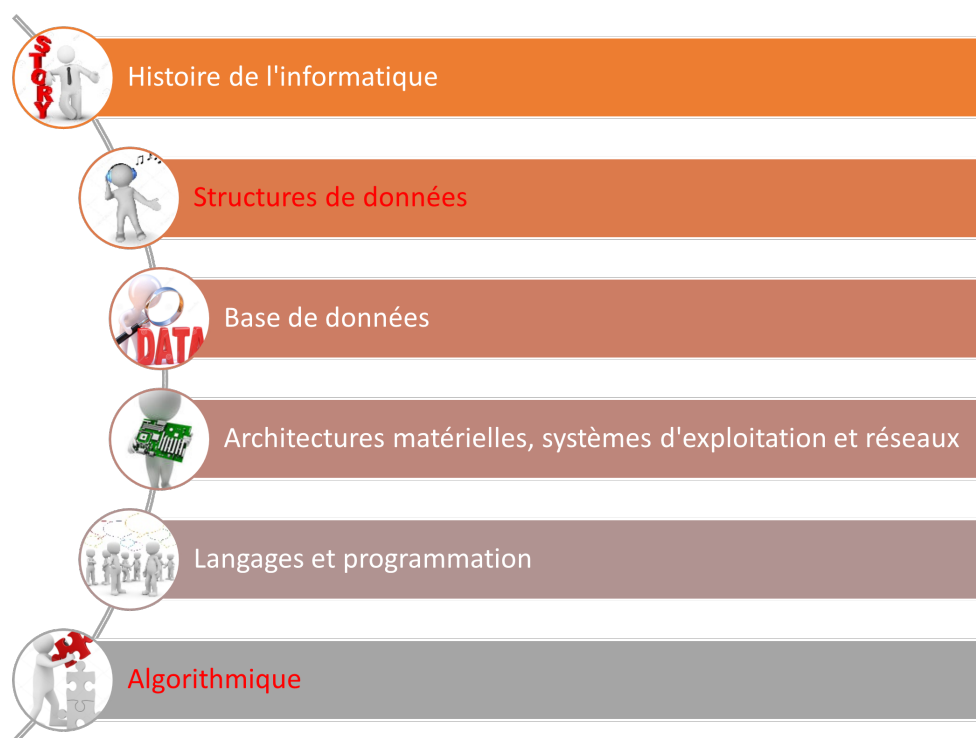 STORY
Histoire de l'informatique
Structures de données
DATA
Base de données
Architectures matérielles, systèmes d'exploitation et réseaux
Langages et programmation
Algorithmique